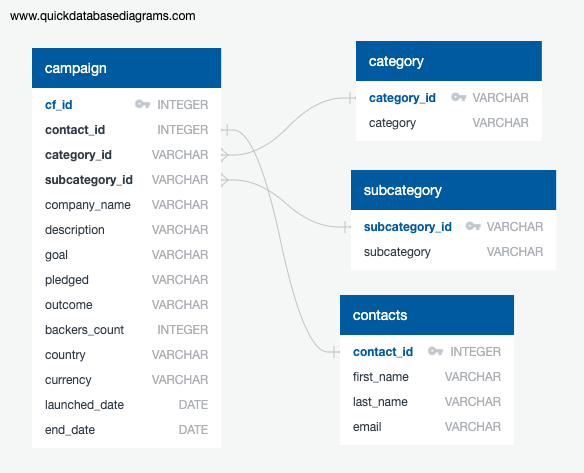 www.quickdatabasediagrams.com
campaign
cf_id INTEGER
contact_id INTEGER
category_id VARCHAR
subcategory_id VARCHAR
company_name VARCHAR
description VARCHAR
goal VARCHAR
pledged VARCHAR
outcome VARCHAR
backers_count INTEGER
country VARCHAR
currency VARCHAR
launched_date DATE
end_date DATE
category
category_id VARCHAR
category VARCHAR
subcategory
subcategory_id VARCHAR
subcategory VARCHAR
contacts
contact_id INTEGER
first_name VARCHAR
last_name VARCHAR
email VARCHAR